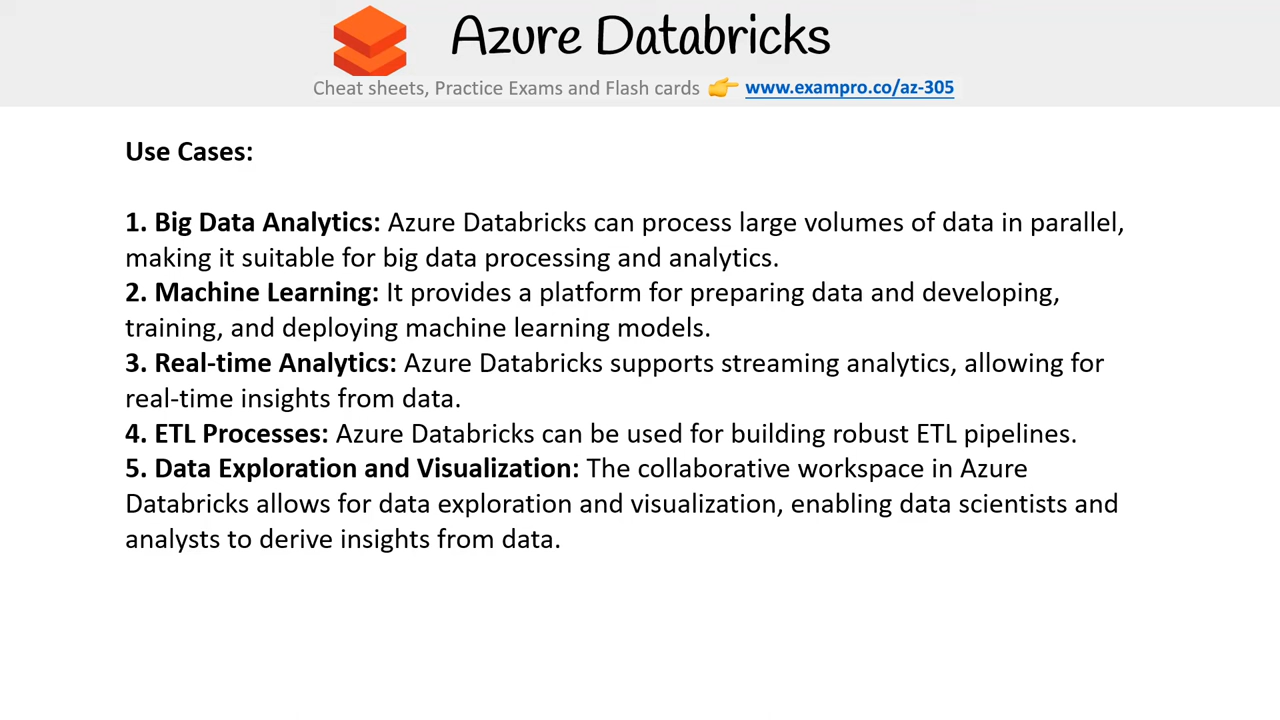 Azure Databricks
Cheat sheets, Practice Exams and Flash cards 👉 www.exampro.co/az-305
Use Cases:
1. Big Data Analytics: Azure Databricks can process large volumes of data in parallel,
making it suitable for big data processing and analytics.
2. Machine Learning: It provides a platform for preparing data and developing,
training, and deploying machine learning models.
3. Real-time Analytics: Azure Databricks supports streaming analytics, allowing for
real-time insights from data.
4. ETL Processes: Azure Databricks can be used for building robust ETL pipelines.
5. Data Exploration and Visualization: The collaborative workspace in Azure
Databricks allows for data exploration and visualization, enabling data scientists and
analysts to derive insights from data.